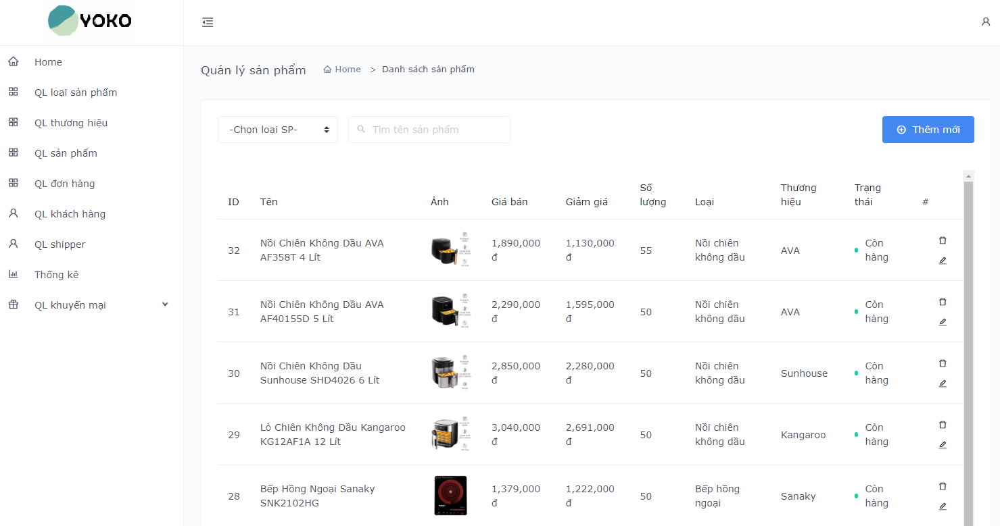 YOKO
Home
QL loại sản phẩm
QL thương hiệu
QL sản phẩm
QL đơn hàng
QL khách hàng
QL shipper
Thống kê
QL khuyến mại
Quản lý sản phẩm
Home > Danh sách sản phẩm
-Chọn loại SP-
Tìm tên sản phẩm
Thêm mới
ID Tên Ảnh Giá bán Giảm giá Số lượng Loại Thương hiệu Trạng thái #
32 Nồi Chiên Không Dầu AVA AF358T 4 Lít 1,890,000 đ 1,130,000 đ 55 Nồi chiên không dầu AVA Còn hàng
31 Nồi Chiên Không Dầu AVA AF40155D 5 Lít 2,290,000 đ 1,595,000 đ 50 Nồi chiên không dầu AVA Còn hàng
30 Nồi Chiên Không Dầu Sunhouse SHD4026 6 Lít 2,850,000 đ 2,280,000 đ 50 Nồi chiên không dầu Sunhouse Còn hàng
29 Lò Chiên Không Dầu Kangaroo KG12AF1A 12 Lít 3,040,000 đ 2,691,000 đ 50 Nồi chiên không dầu Kangaroo Còn hàng
28 Bếp Hồng Ngoại Sanaky SNK2102HG 1,379,000 đ 1,222,000 đ 50 Bếp hồng ngoại Sanaky Còn hàng